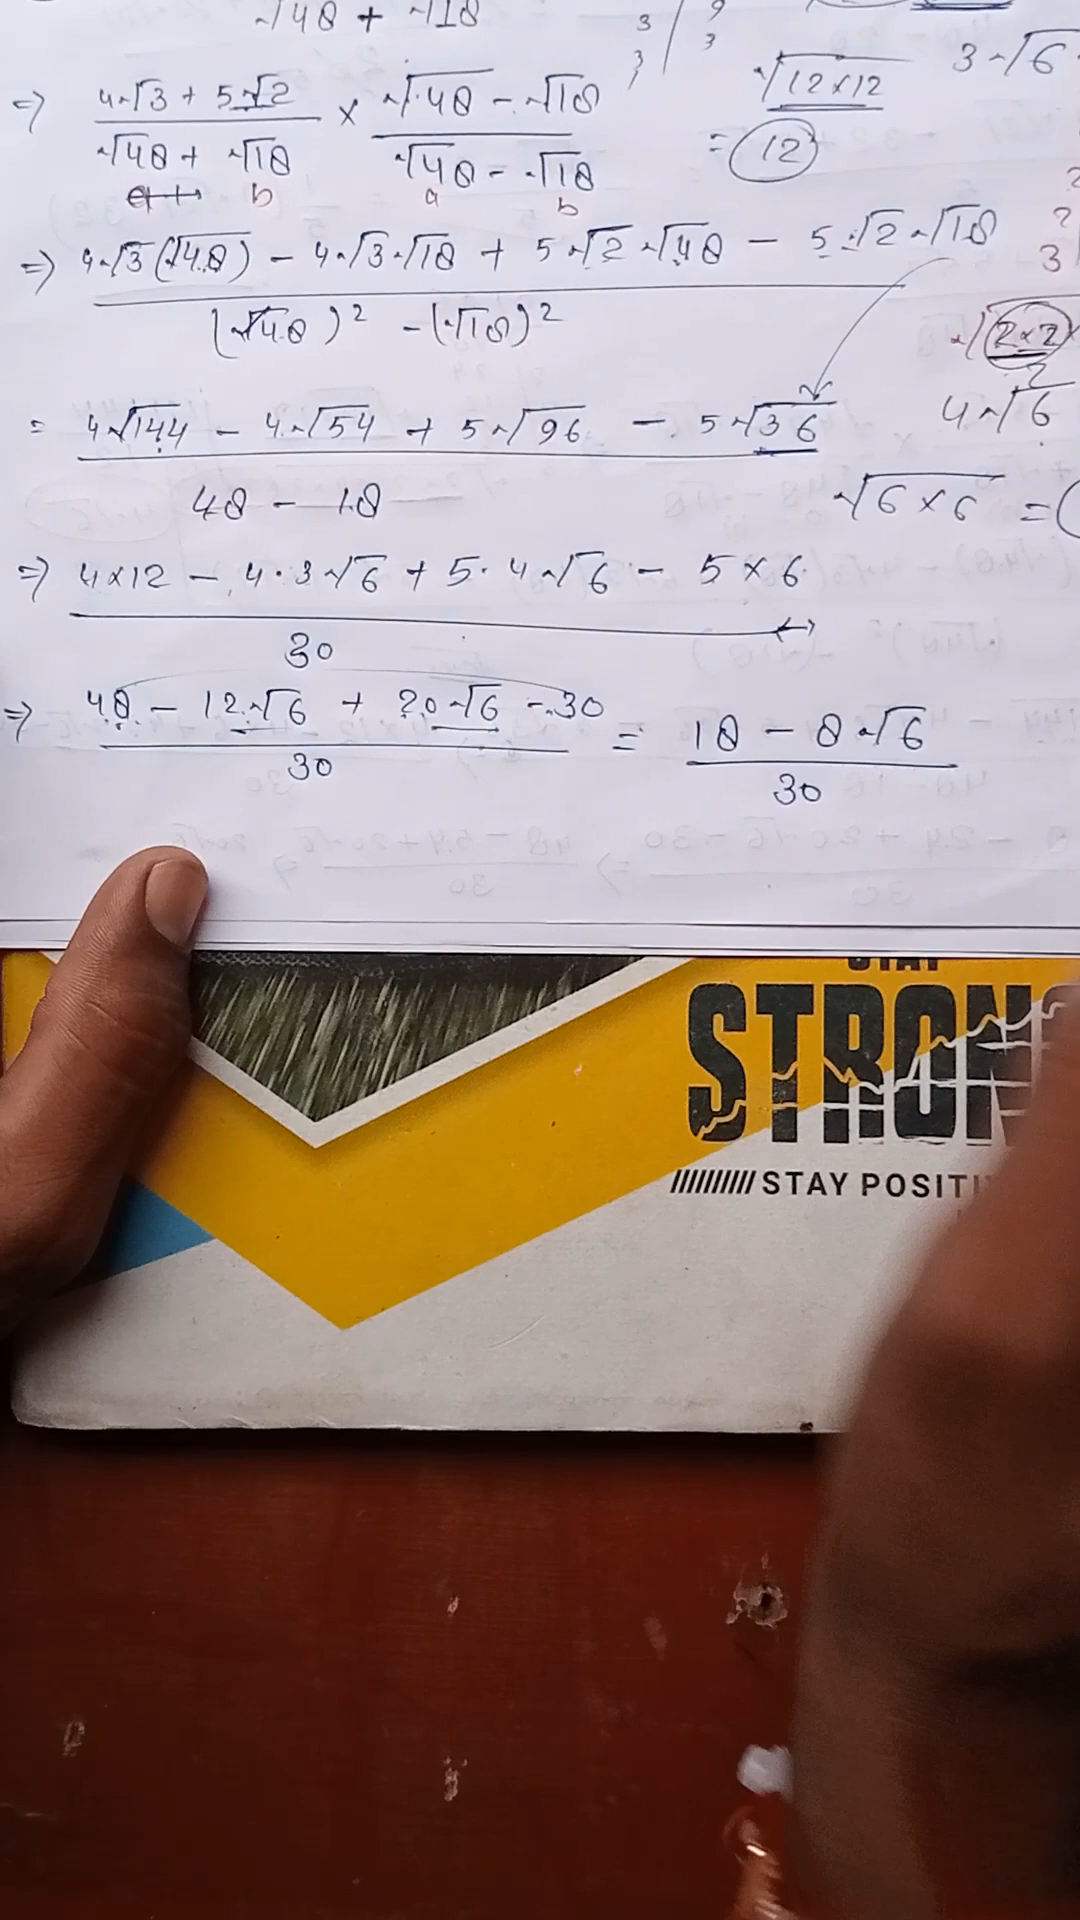 √48 + √18
⇒ (4√3 + 5√2)/(√48 + √18) × (√48 - √18)/(√48 - √18)
a b a b
√(12×12)
= 12
3√6
⇒ (4√3(√48) - 4√3·√18 + 5√2·√48 - 5·√2·√18)/((√48)² - (√18)²)
= (4√144 - 4√54 + 5√96 - 5√36)/(48 - 18)
4√6
√(6×6) =
⇒ (4×12 - 4·3√6 + 5·4√6 - 5×6)/30
⇒ (48 - 12√6 + 20√6 - 30)/30 = (18 - 8√6)/30
STRONG
STAY POSITI